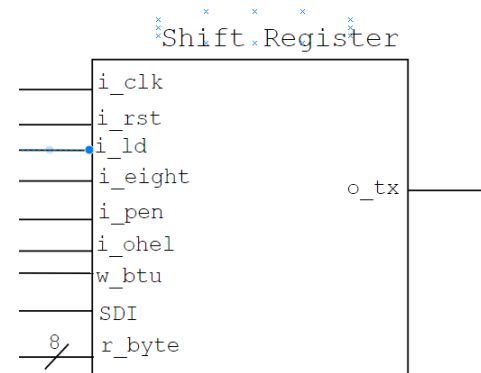 Shift Register
i_clk
i_rst
i_ld
i_eight
o_tx
i_pen
i_ohel
w_btu
SDI
8
r_byte